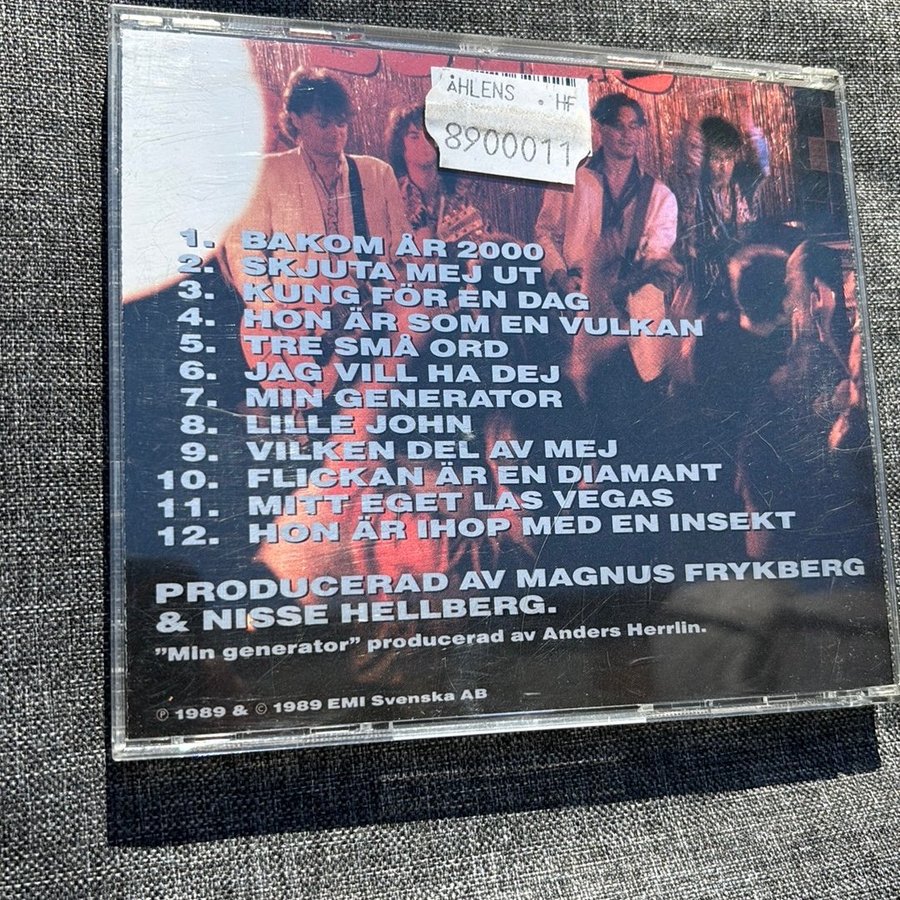 ÅHLENS . HF
8900011
1. BAKOM ÅR 2000
2. SKJUTA MEJ UT
3. KUNG FÖR EN DAG
4. HON ÄR SOM EN VULKAN
5. TRE SMÅ ORD
6. JAG VILL HA DEJ
7. MIN GENERATOR
8. LILLE JOHN
9. VILKEN DEL AV MEJ
10. FLICKAN ÄR EN DIAMANT
11. MITT EGET LAS VEGAS
12. HON ÄR IHOP MED EN INSEKT
PRODUCERAD AV MAGNUS FRYKBERG
& NISSE HELLBERG.
"Min generator" producerad av Anders Herrlin.
℗ 1989 & © 1989 EMI Svenska AB